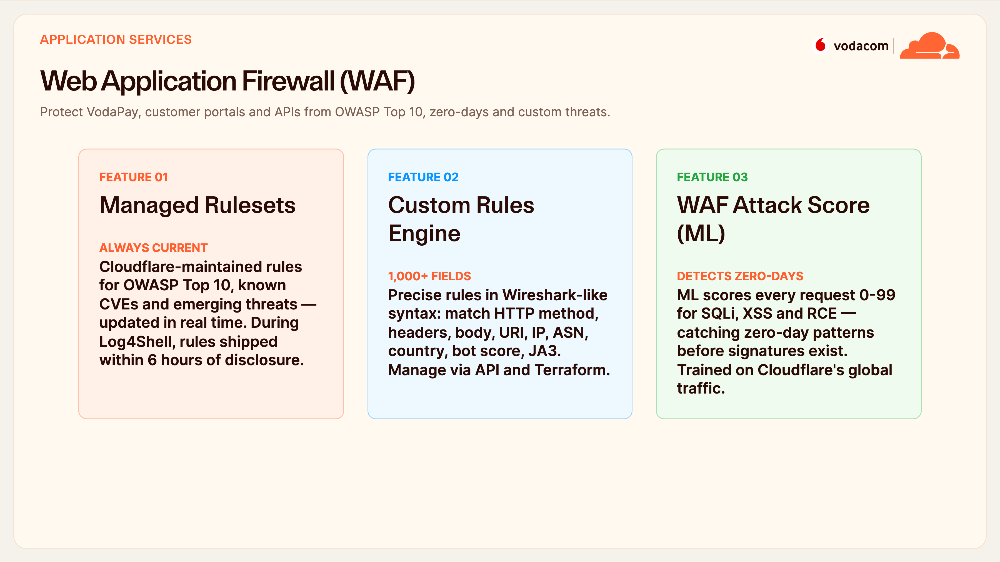 APPLICATION SERVICES
vodacom
Web Application Firewall (WAF)
Protect VodaPay, customer portals and APIs from OWASP Top 10, zero-days and custom threats.
FEATURE 01
Managed Rulesets
ALWAYS CURRENT
Cloudflare-maintained rules
for OWASP Top 10, known
CVEs and emerging threats —
updated in real time. During
Log4Shell, rules shipped
within 6 hours of disclosure.
FEATURE 02
Custom Rules
Engine
1,000+ FIELDS
Precise rules in Wireshark-like
syntax: match HTTP method,
headers, body, URI, IP, ASN,
country, bot score, JA3.
Manage via API and Terraform.
FEATURE 03
WAF Attack Score
(ML)
DETECTS ZERO-DAYS
ML scores every request 0-99
for SQLi, XSS and RCE —
catching zero-day patterns
before signatures exist.
Trained on Cloudflare's global
traffic.